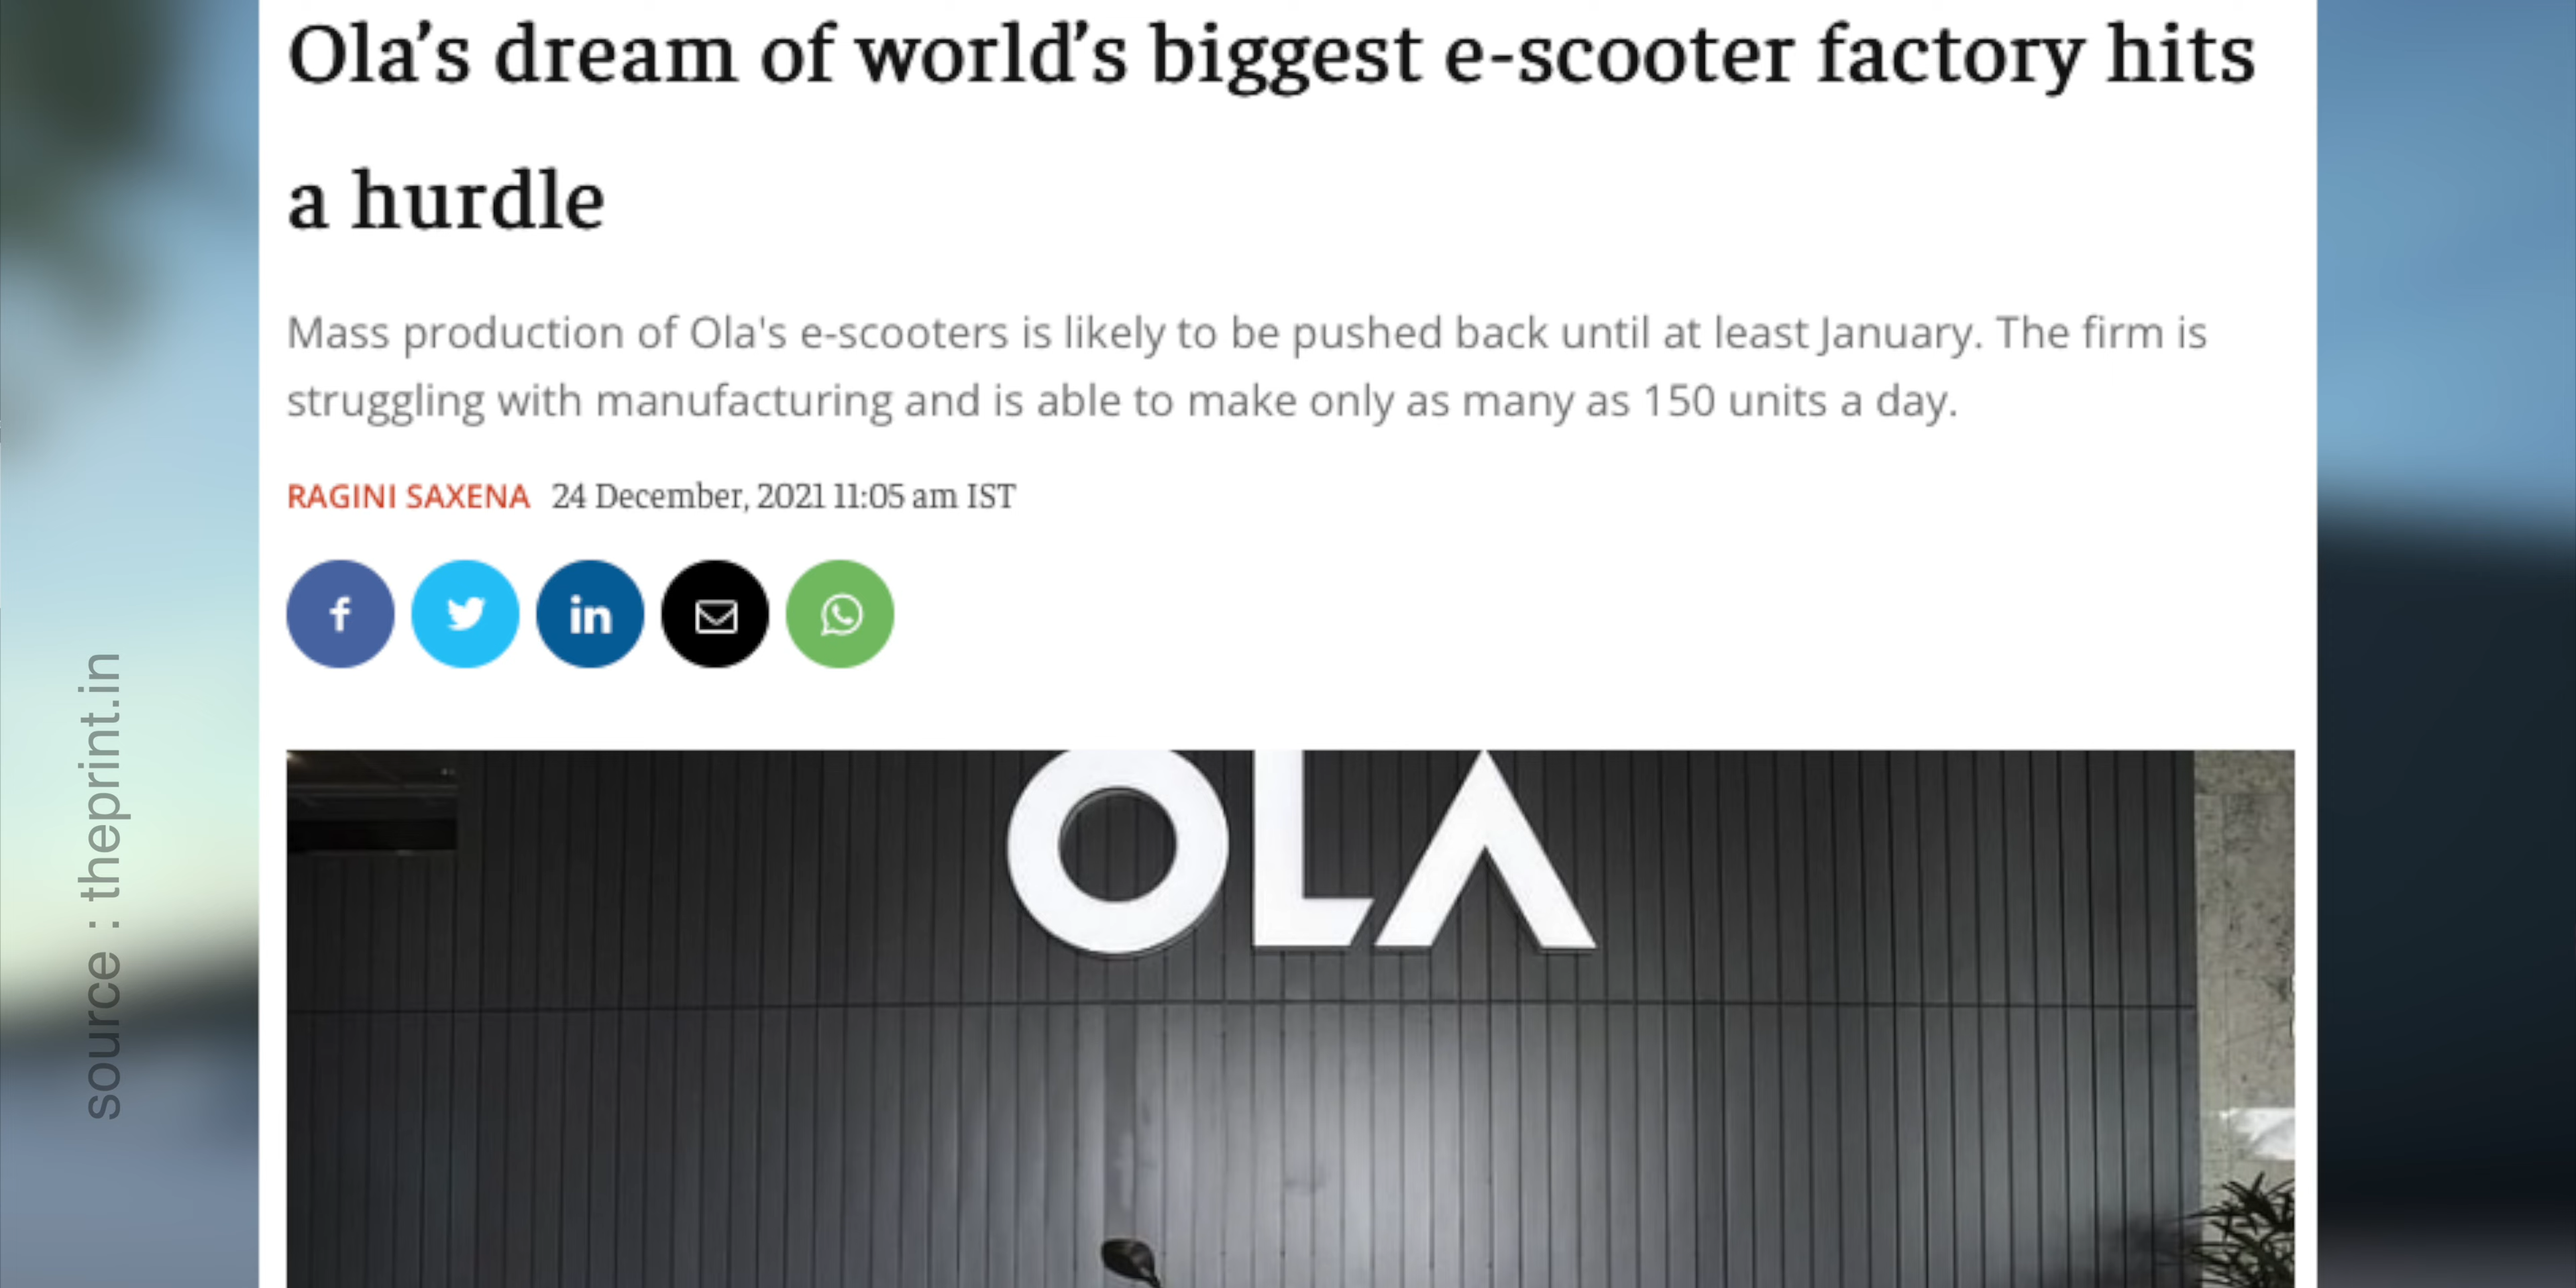 Ola’s dream of world’s biggest e-scooter factory hits
a hurdle
Mass production of Ola's e-scooters is likely to be pushed back until at least January. The firm is
struggling with manufacturing and is able to make only as many as 150 units a day.
RAGINI SAXENA 24 December, 2021 11:05 am IST
f
in
OLA
source : theprint.in